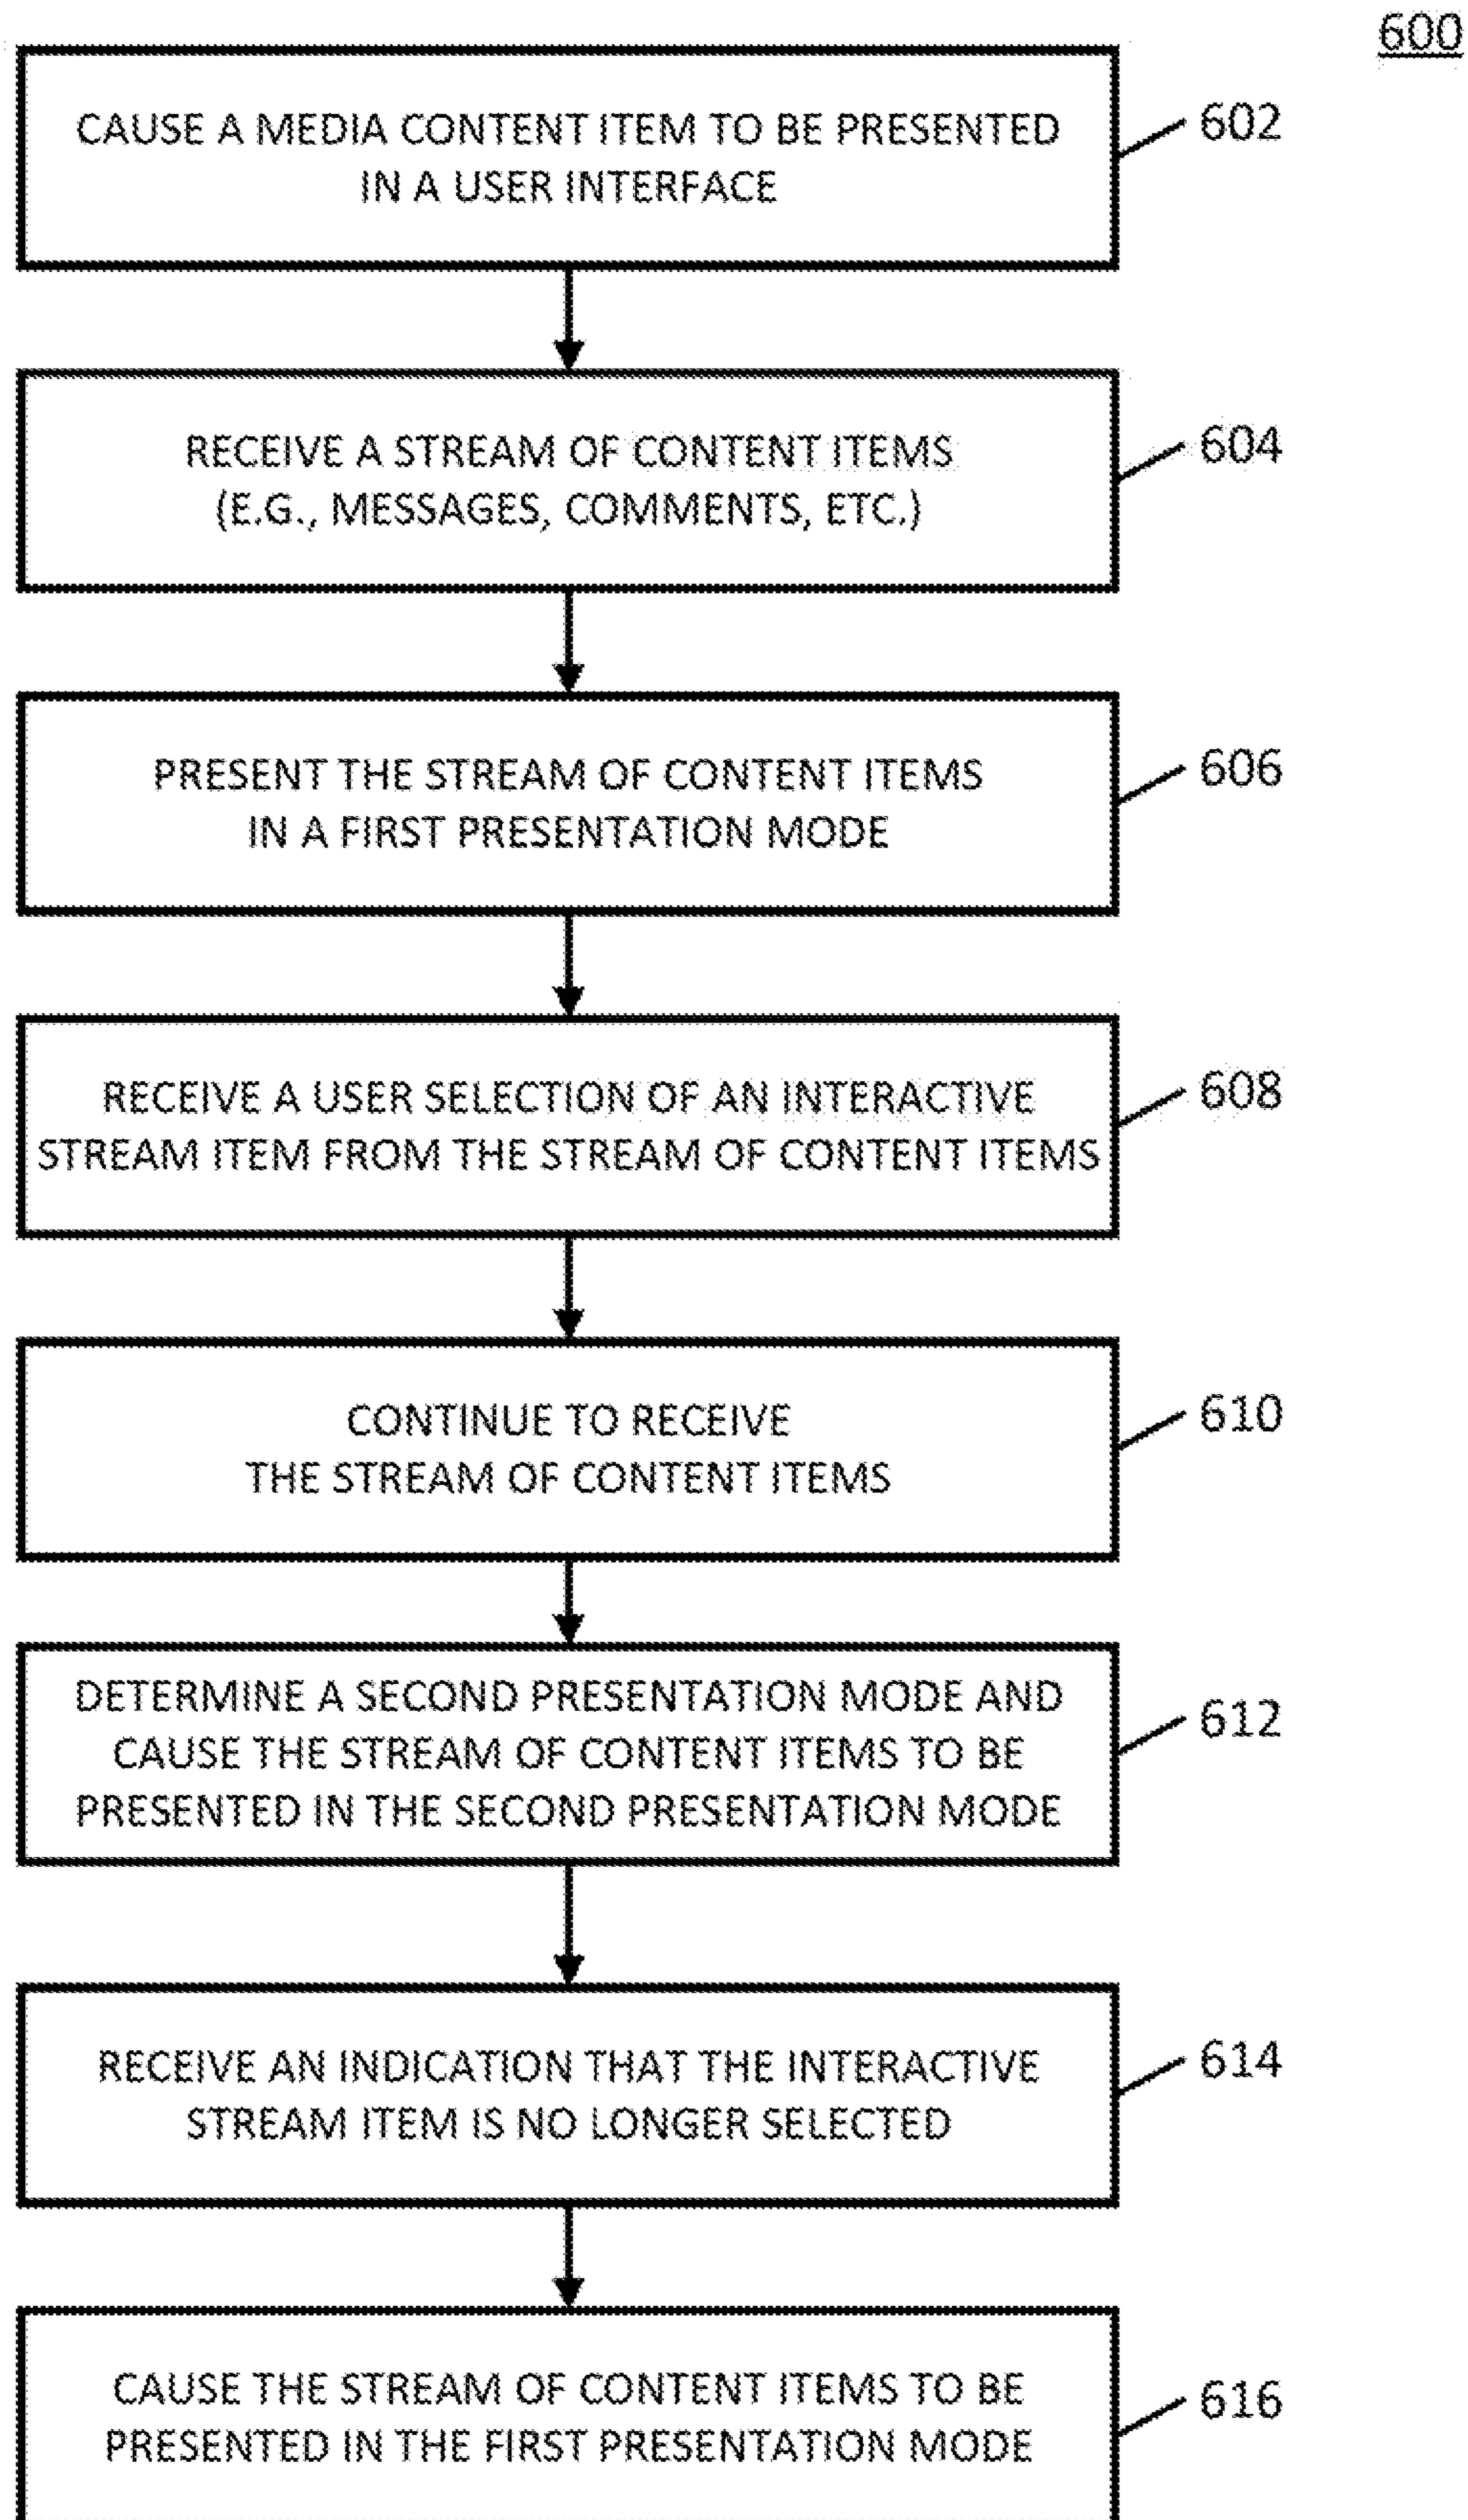 600
CAUSE A MEDIA CONTENT ITEM TO BE PRESENTED
IN A USER INTERFACE
602
RECEIVE A STREAM OF CONTENT ITEMS
(E.G., MESSAGES, COMMENTS, ETC.)
604
PRESENT THE STREAM OF CONTENT ITEMS
IN A FIRST PRESENTATION MODE
606
RECEIVE A USER SELECTION OF AN INTERACTIVE
STREAM ITEM FROM THE STREAM OF CONTENT ITEMS
608
CONTINUE TO RECEIVE
THE STREAM OF CONTENT ITEMS
610
DETERMINE A SECOND PRESENTATION MODE AND
CAUSE THE STREAM OF CONTENT ITEMS TO BE
PRESENTED IN THE SECOND PRESENTATION MODE
612
RECEIVE AN INDICATION THAT THE INTERACTIVE
STREAM ITEM IS NO LONGER SELECTED
614
CAUSE THE STREAM OF CONTENT ITEMS TO BE
PRESENTED IN THE FIRST PRESENTATION MODE
616